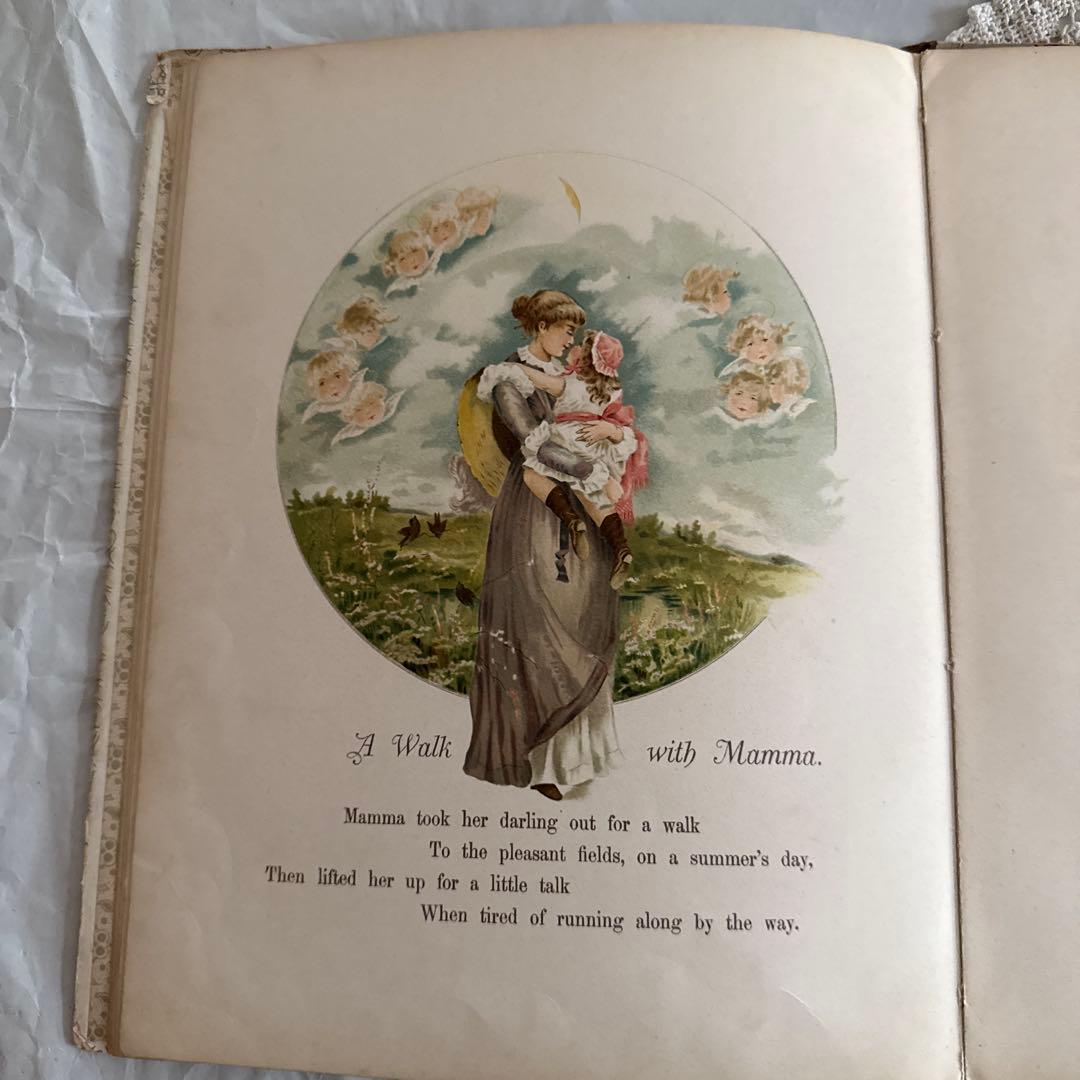 A Walk with Mamma.
Mamma took her darling out for a walk
To the pleasant fields, on a summer's day,
Then lifted her up for a little talk
When tired of running along by the way.